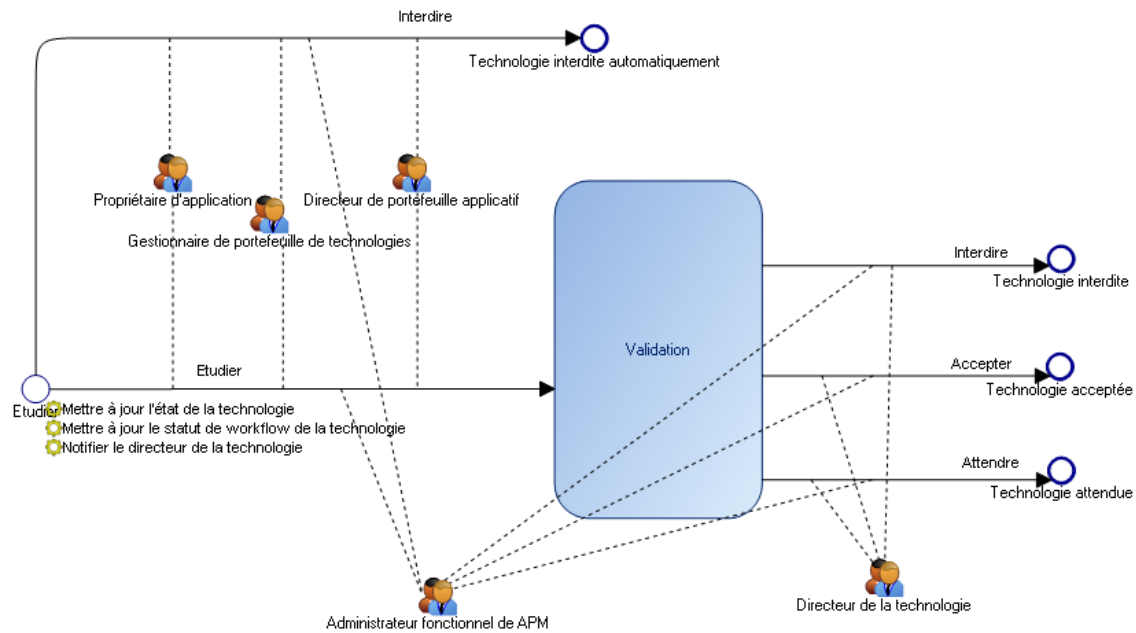 Interdire
Technologie interdite automatiquement
Propriétaire d'application
Directeur de portefeuille applicatif
Gestionnaire de portefeuille de technologies
Interdire
Technologie interdite
Validation
Etudier
Accepter
Technologie acceptée
Etudier
Mettre à jour l'état de la technologie
Mettre à jour le statut de workflow de la technologie
Notifier le directeur de la technologie
Attendre
Technologie attendue
Directeur de la technologie
Administrateur fonctionnel de APM